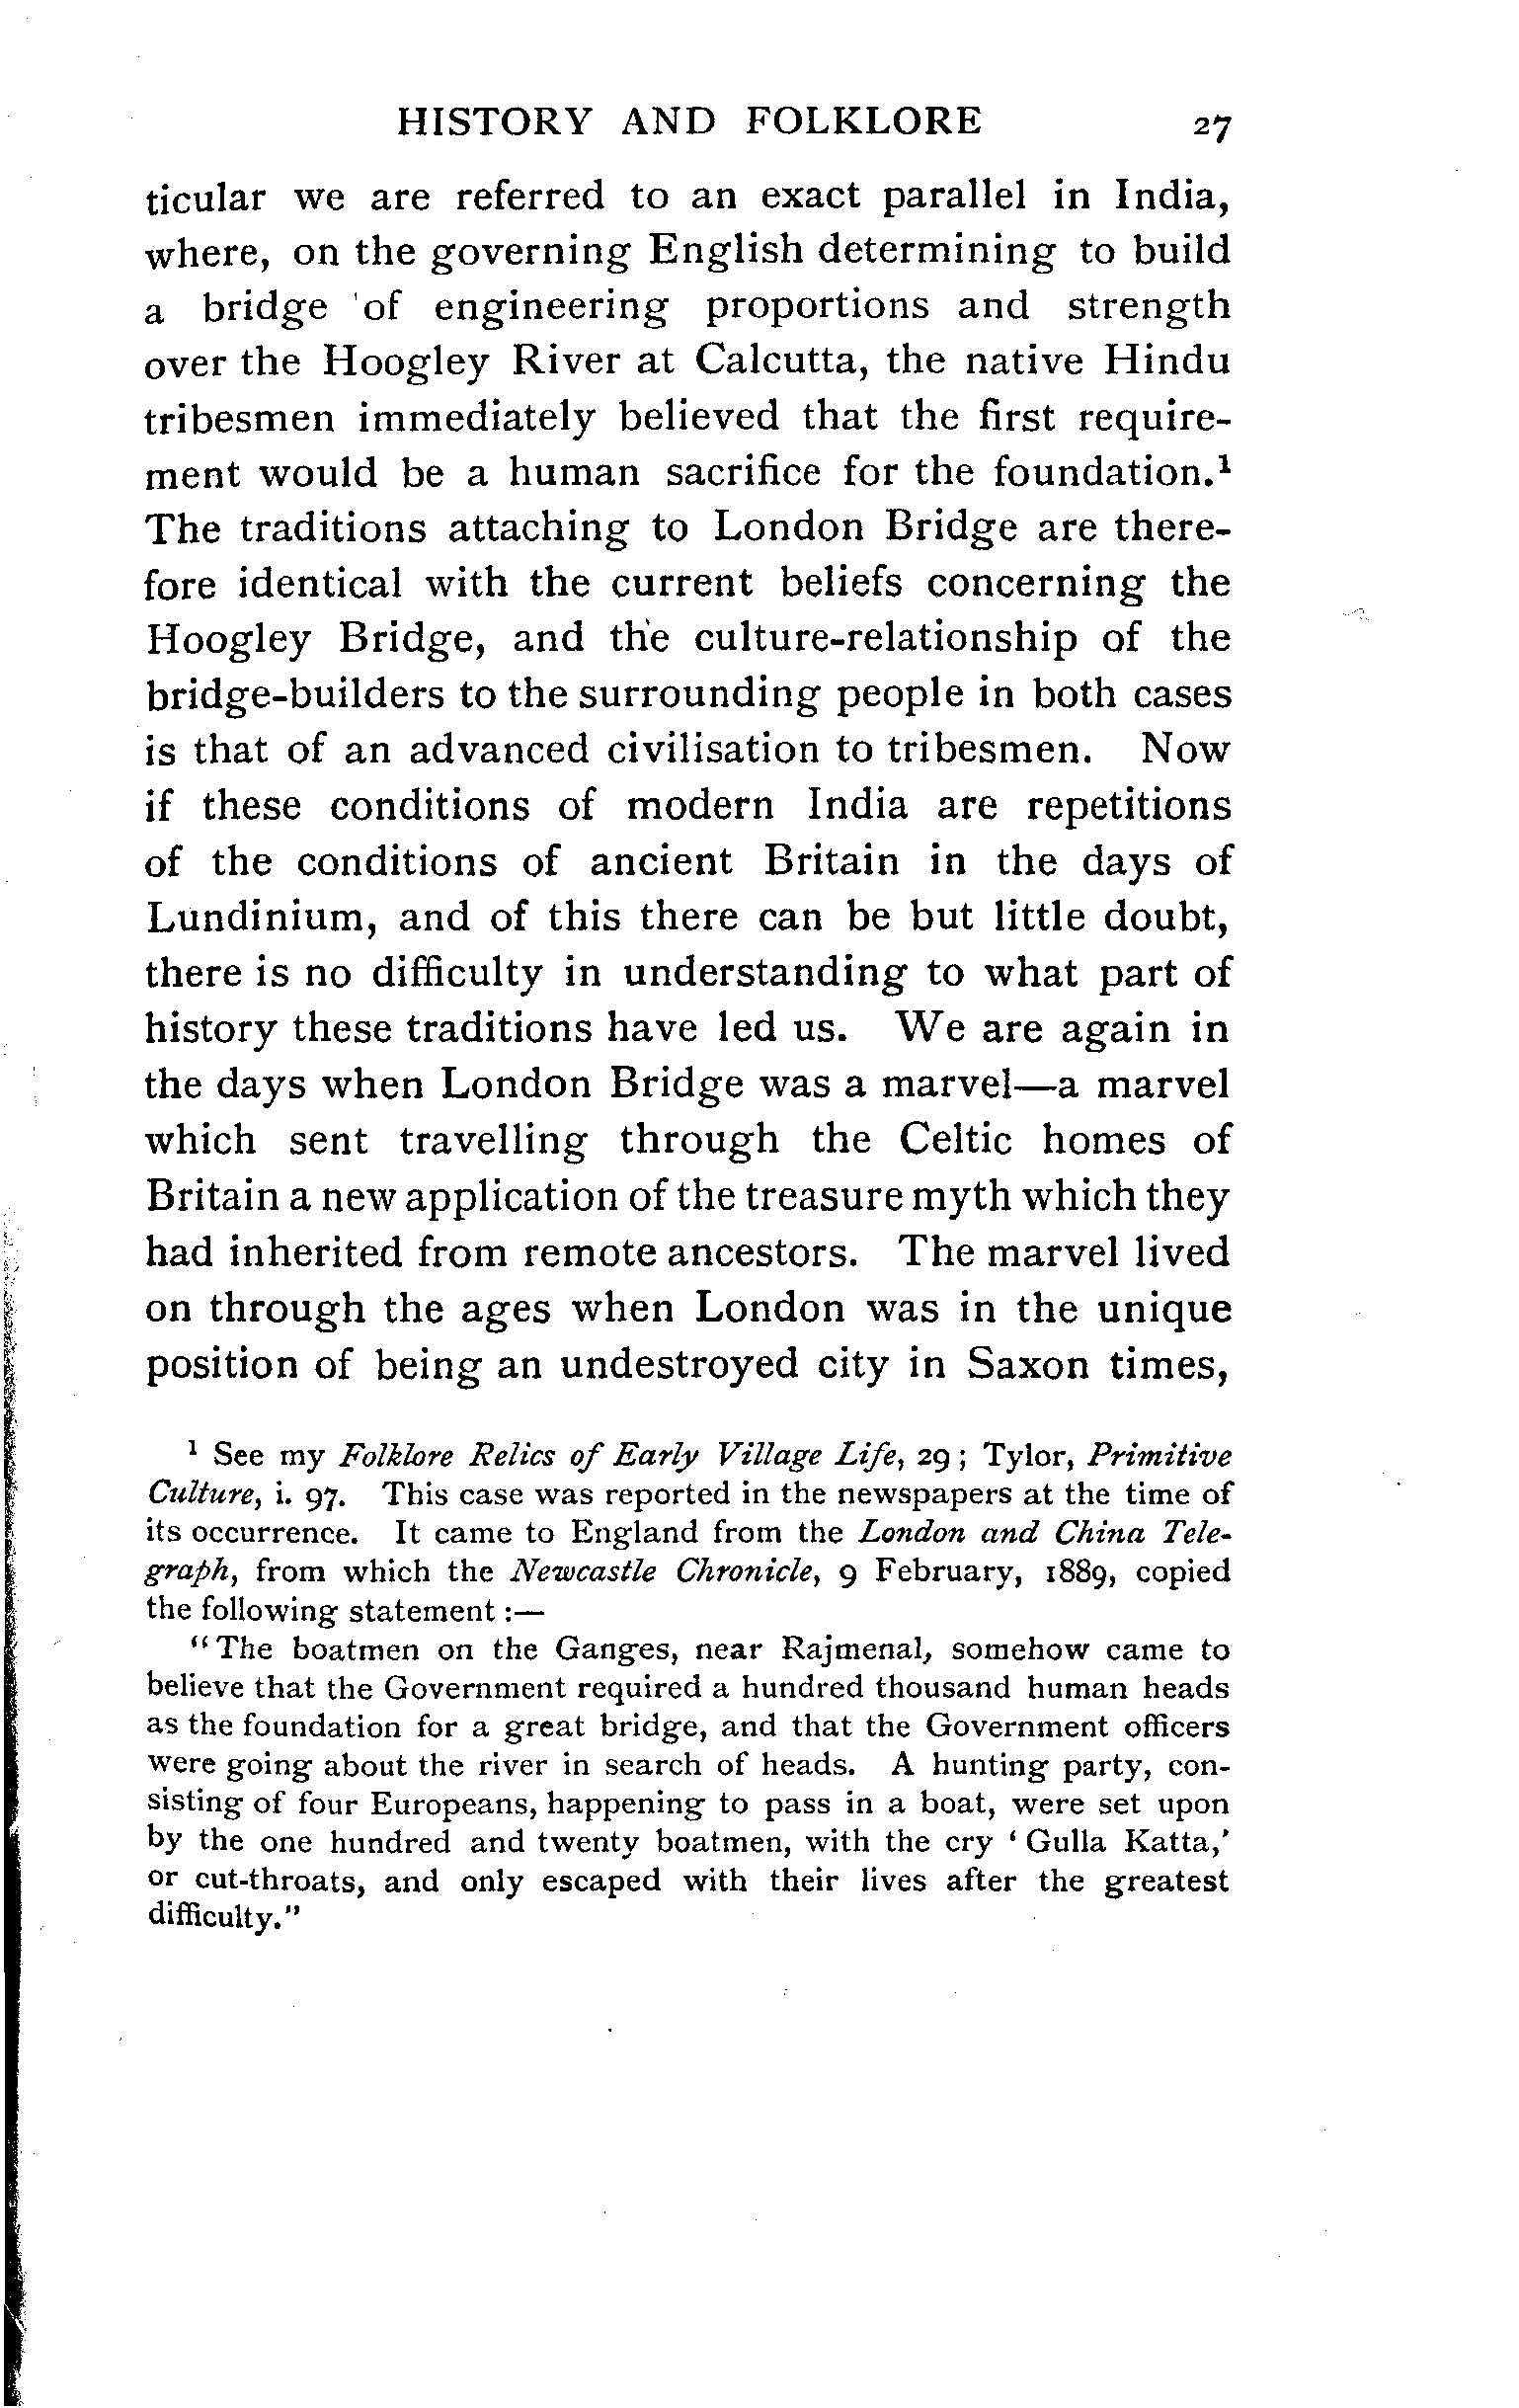 HISTORY AND FOLKLORE 27
ticular we are referred to an exact parallel in India,
where, on the governing English determining to build
a bridge of engineering proportions and strength
over the Hoogley River at Calcutta, the native Hindu
tribesmen immediately believed that the first require-
ment would be a human sacrifice for the foundation.¹
The traditions attaching to London Bridge are there-
fore identical with the current beliefs concerning the
Hoogley Bridge, and the culture-relationship of the
bridge-builders to the surrounding people in both cases
is that of an advanced civilisation to tribesmen. Now
if these conditions of modern India are repetitions
of the conditions of ancient Britain in the days of
Lundinium, and of this there can be but little doubt,
there is no difficulty in understanding to what part of
history these traditions have led us. We are again in
the days when London Bridge was a marvel—a marvel
which sent travelling through the Celtic homes of
Britain a new application of the treasure myth which they
had inherited from remote ancestors. The marvel lived
on through the ages when London was in the unique
position of being an undestroyed city in Saxon times,
¹ See my Folklore Relics of Early Village Life, 29; Tylor, Primitive
Culture, i. 97. This case was reported in the newspapers at the time of
its occurrence. It came to England from the London and China Tele-
graph, from which the Newcastle Chronicle, 9 February, 1889, copied
the following statement:—
"The boatmen on the Ganges, near Rajmenal, somehow came to
believe that the Government required a hundred thousand human heads
as the foundation for a great bridge, and that the Government officers
were going about the river in search of heads. A hunting party, con-
sisting of four Europeans, happening to pass in a boat, were set upon
by the one hundred and twenty boatmen, with the cry 'Gulla Katta,'
or cut-throats, and only escaped with their lives after the greatest
difficulty."